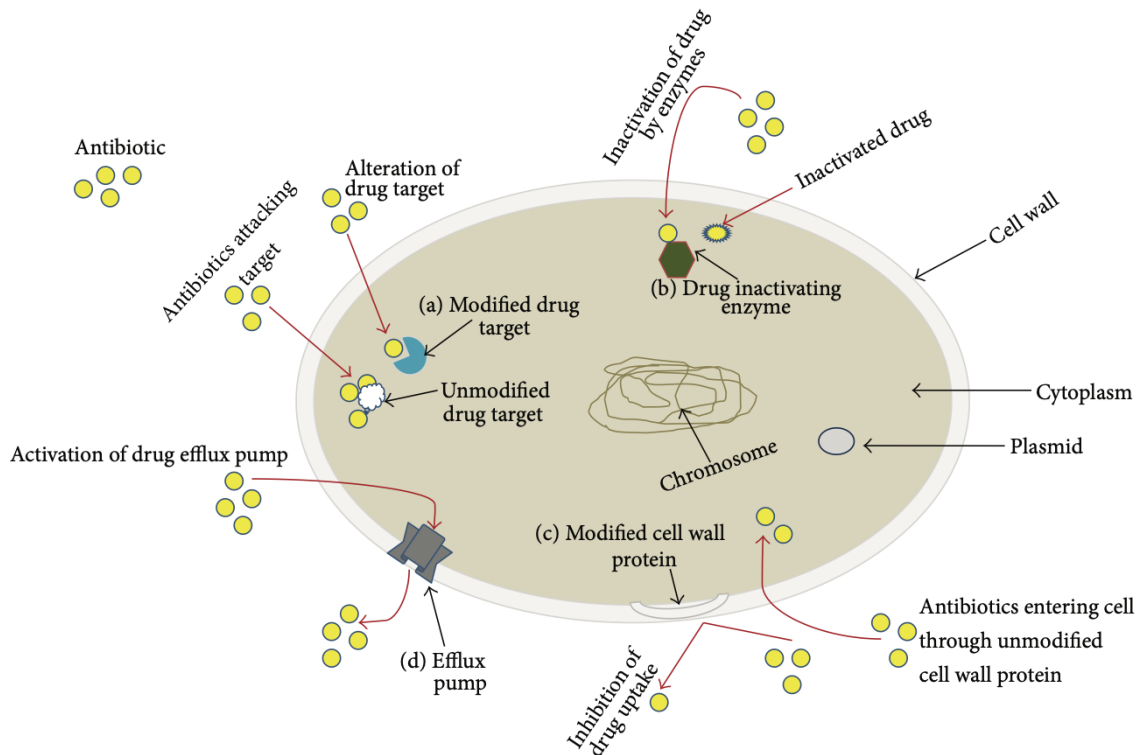 Antibiotic
Alteration of
drug target
Antibiotics attacking
target
Inactivation of drug
by enzymes
Inactivated drug
Cell wall
(a) Modified drug
target
(b) Drug inactivating
enzyme
Unmodified
drug target
Cytoplasm
Plasmid
Chromosome
Activation of drug efflux pump
(c) Modified cell wall
protein
(d) Efflux
pump
Inhibition of
drug uptake
Antibiotics entering cell
through unmodified
cell wall protein